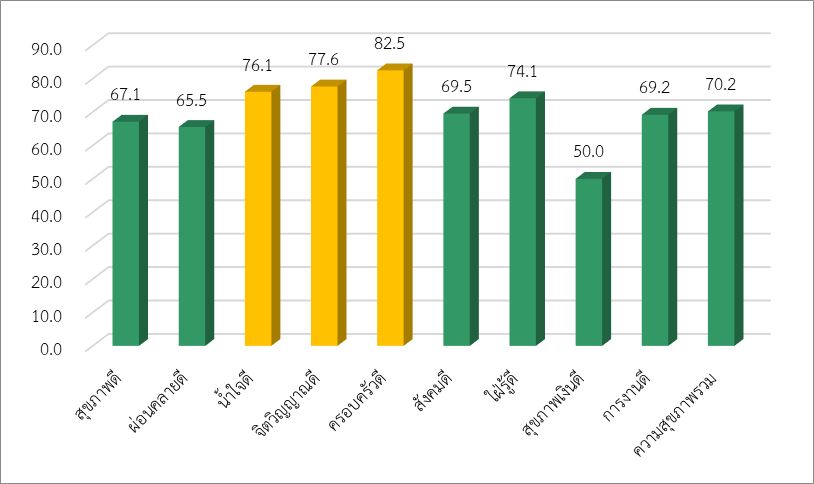 90.0
80.0
70.0
60.0
50.0
40.0
30.0
20.0
10.0
0.0
67.1
65.5
76.1
77.6
82.5
69.5
74.1
50.0
69.2
70.2
สุขภาพดี
ผ่อนคลายดี
น้ำใจดี
จิตวิญญาณดี
ครอบครัวดี
สังคมดี
ใฝ่รู้ดี
สุขภาพเงินดี
การงานดี
ความสุขภาพรวม